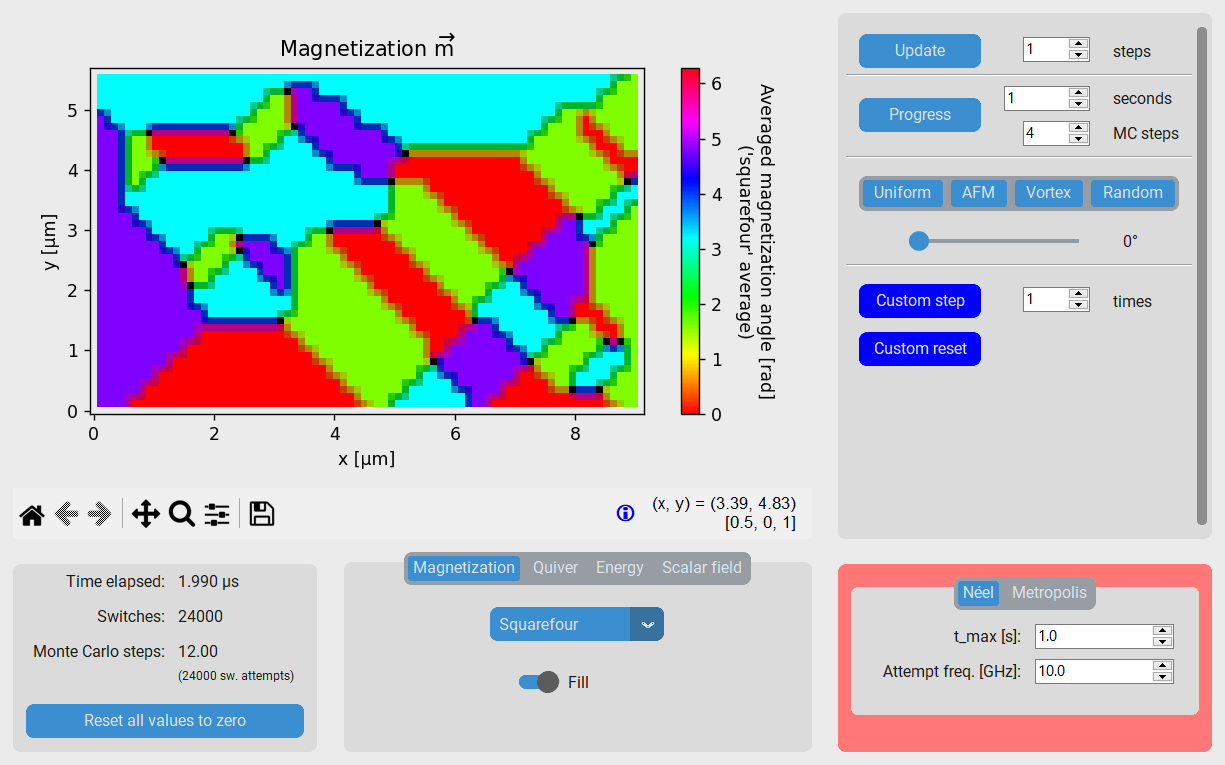 Magnetization m
5
4
3
2
1
0
y [µm]
0
2
4
6
8
x [µm]
6
5
4
3
2
1
0
Averaged magnetization angle [rad]
('squarefour' average)
(x, y) = (3.39, 4.83)
[0.5, 0, 1]
Update
1
steps
Progress
1
seconds
4
MC steps
Uniform
AFM
Vortex
Random
0°
Custom step
1
times
Custom reset
Time elapsed: 1.990 µs
Switches: 24000
Monte Carlo steps: 12.00
(24000 sw. attempts)
Reset all values to zero
Magnetization
Quiver
Energy
Scalar field
Squarefour
Fill
Néel
Metropolis
t_max [s]: 1.0
Attempt freq. [GHz]: 10.0